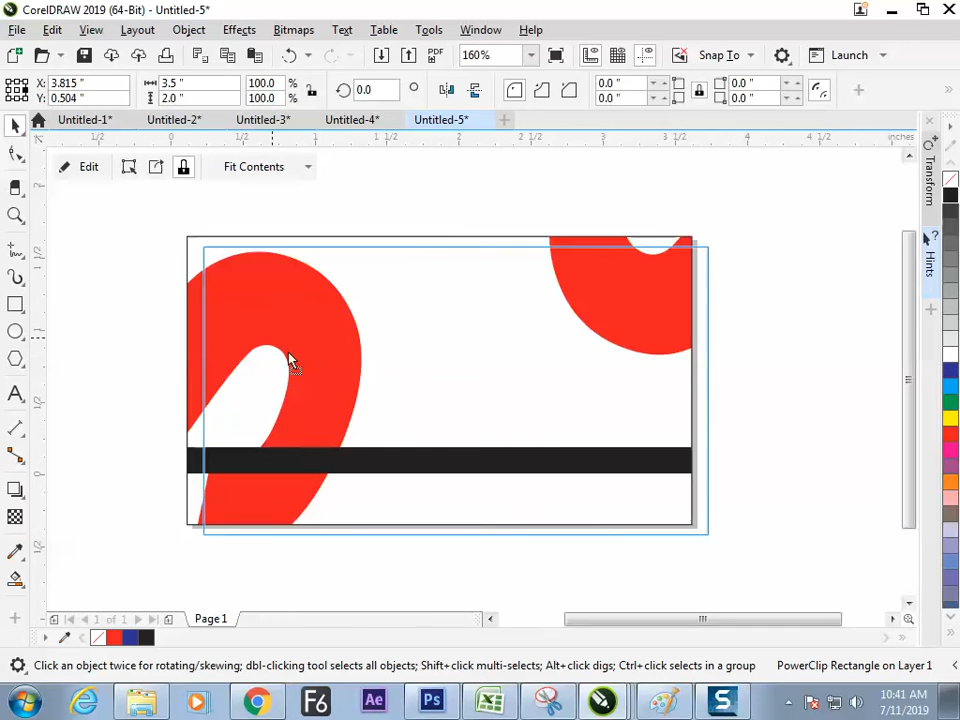 CorelDRAW 2019 (64-Bit) - Untitled-5*
File Edit View Layout Object Effects Bitmaps Text Table Tools Window Help
PDF 160% Snap To Launch
X: 3.815 " 3.5 " 100.0 % 0.0 0.0 " 0.0 "
Y: 0.504 " 2.0 " 100.0 % 0.0 " 0.0 "
Untitled-1* Untitled-2* Untitled-3* Untitled-4* Untitled-5*
1/2 0 1/2 1 1 1/2 2 2 1/2 3 3 1/2 4 4 1/2 inches
Edit Fit Contents
Transform
Hints
1 of 1 Page 1
Click an object twice for rotating/skewing; dbl-clicking tool selects all objects; Shift+click multi-selects; Alt+click digs; Ctrl+click selects in a group PowerClip Rectangle on Layer 1
F6 Ae Ps S 10:41 AM
7/11/2019